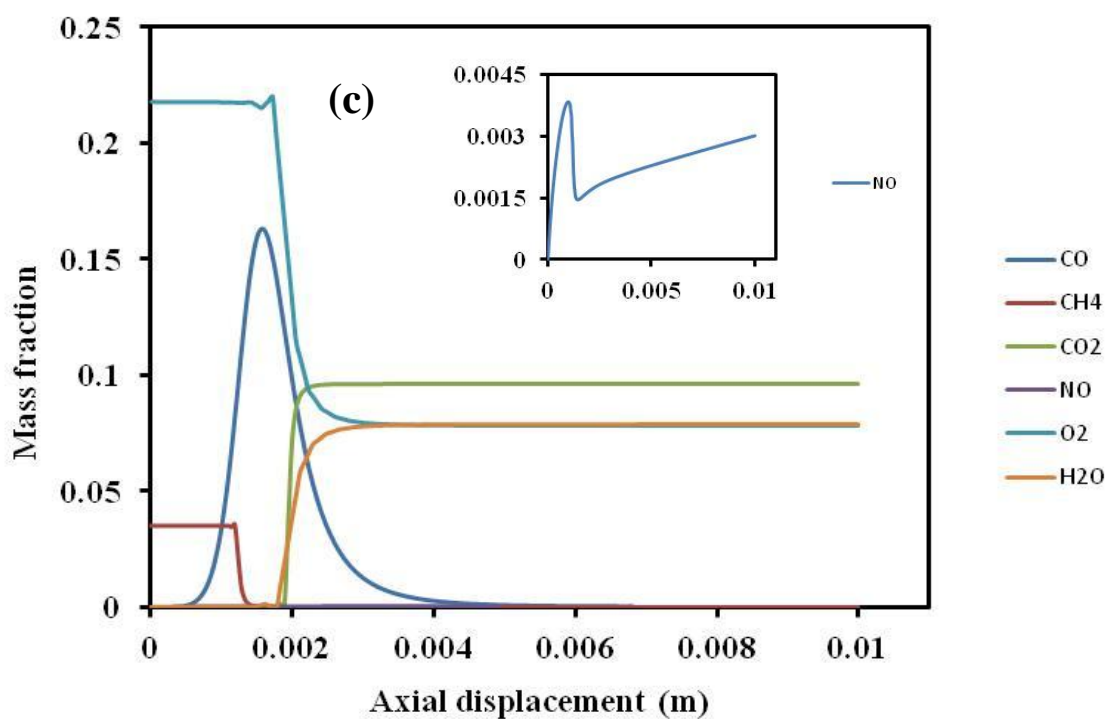 0.25
0.2
0.15
0.1
0.05
0
Mass fraction
(c)
0.0045
0.003
0.0015
0
0 0.005 0.01
NO
CO
CH4
CO2
NO
O2
H2O
0 0.002 0.004 0.006 0.008 0.01
Axial displacement (m)